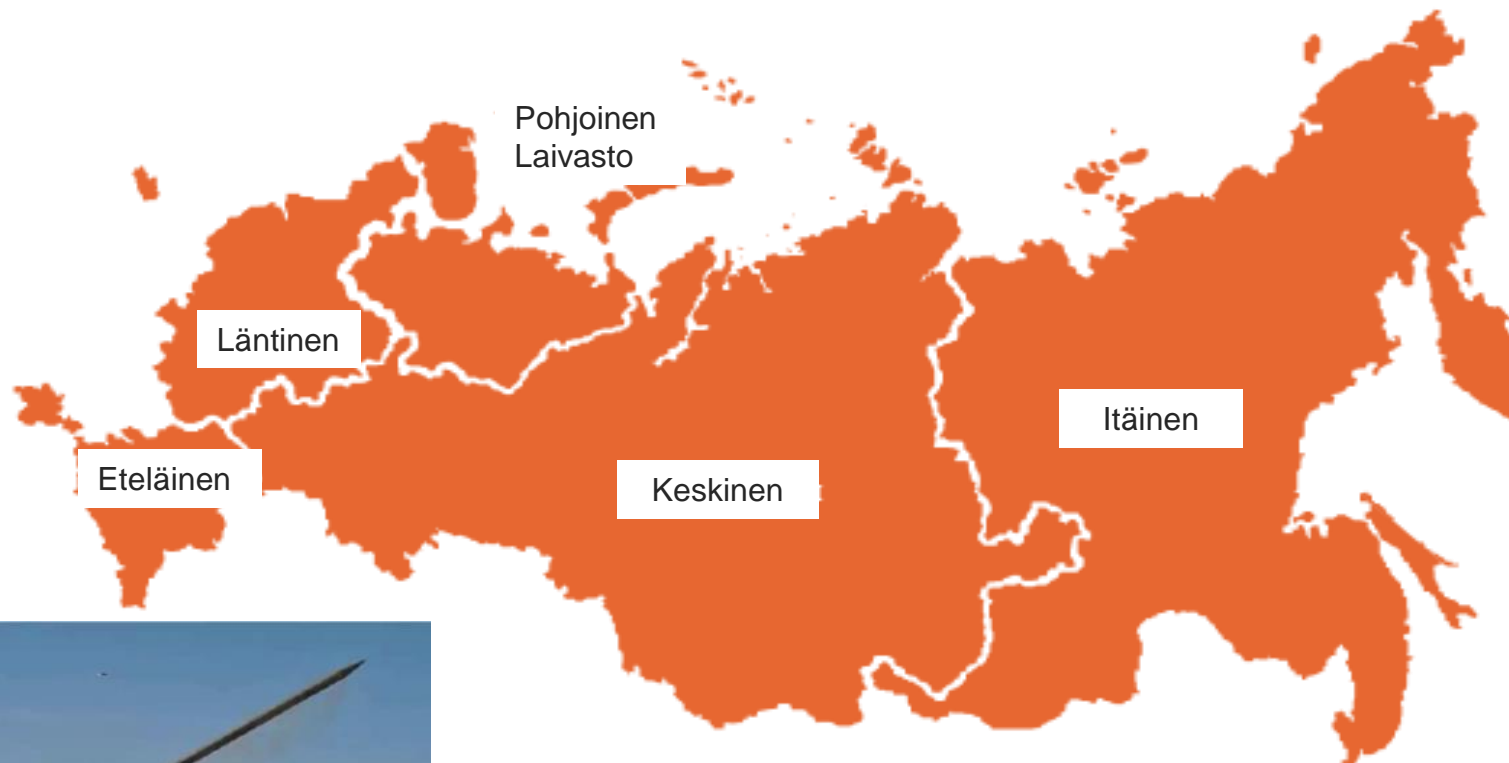 Pohjoinen
Laivasto
Läntinen
Itäinen
Eteläinen
Keskinen